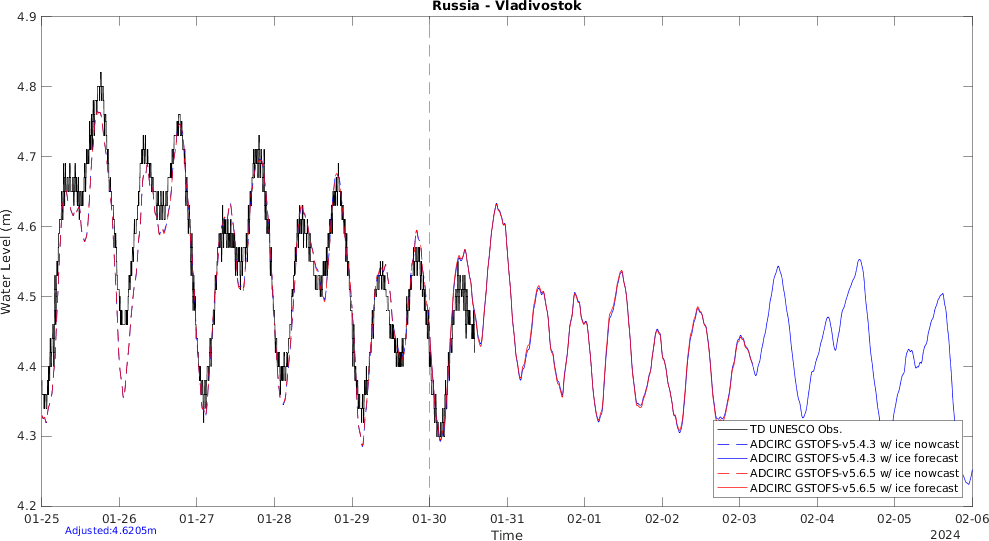 Russia - Vladivostok
4.9
4.8
4.7
4.6
4.5
4.4
4.3
4.2
Water Level (m)
01-25
01-26
01-27
01-28
01-29
01-30
01-31
02-01
02-02
02-03
02-04
02-05
02-06
Adjusted:4.6205m
Time
2024
TD UNESCO Obs.
ADCIRC GSTOFS-v5.4.3 w/ ice nowcast
ADCIRC GSTOFS-v5.4.3 w/ ice forecast
ADCIRC GSTOFS-v5.6.5 w/ ice nowcast
ADCIRC GSTOFS-v5.6.5 w/ ice forecast